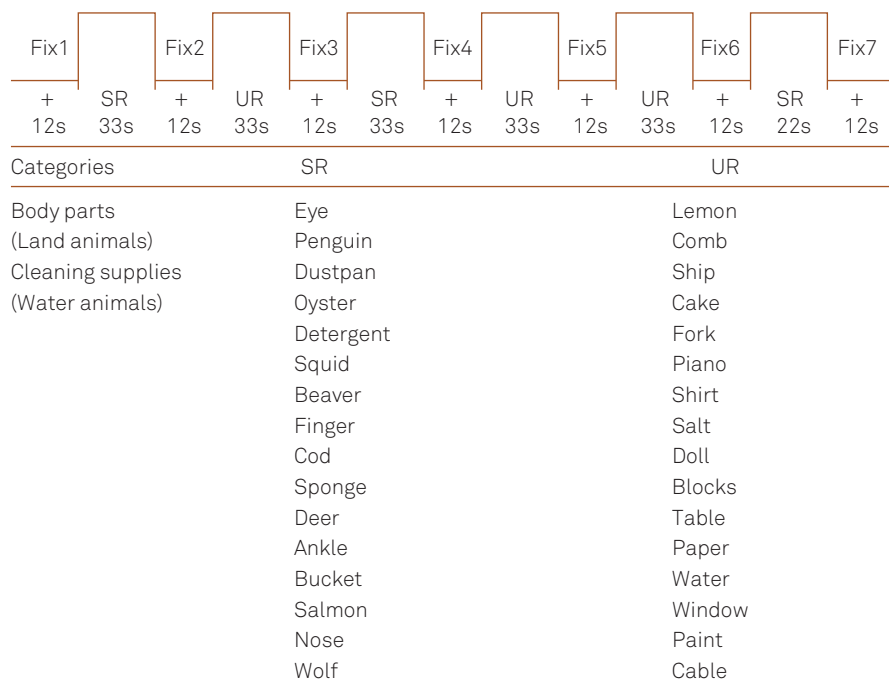 Fix1 Fix2 Fix3 Fix4 Fix5 Fix6 Fix7
+ SR + UR + SR + UR + UR + SR +
12s 33s 12s 33s 12s 33s 12s 33s 12s 33s 12s 22s 12s
Categories SR UR
Body parts Eye Lemon
(Land animals) Penguin Comb
Cleaning supplies Dustpan Ship
(Water animals) Oyster Cake
Detergent Fork
Squid Piano
Beaver Shirt
Finger Salt
Cod Doll
Sponge Blocks
Deer Table
Ankle Paper
Bucket Water
Salmon Window
Nose Paint
Wolf Cable